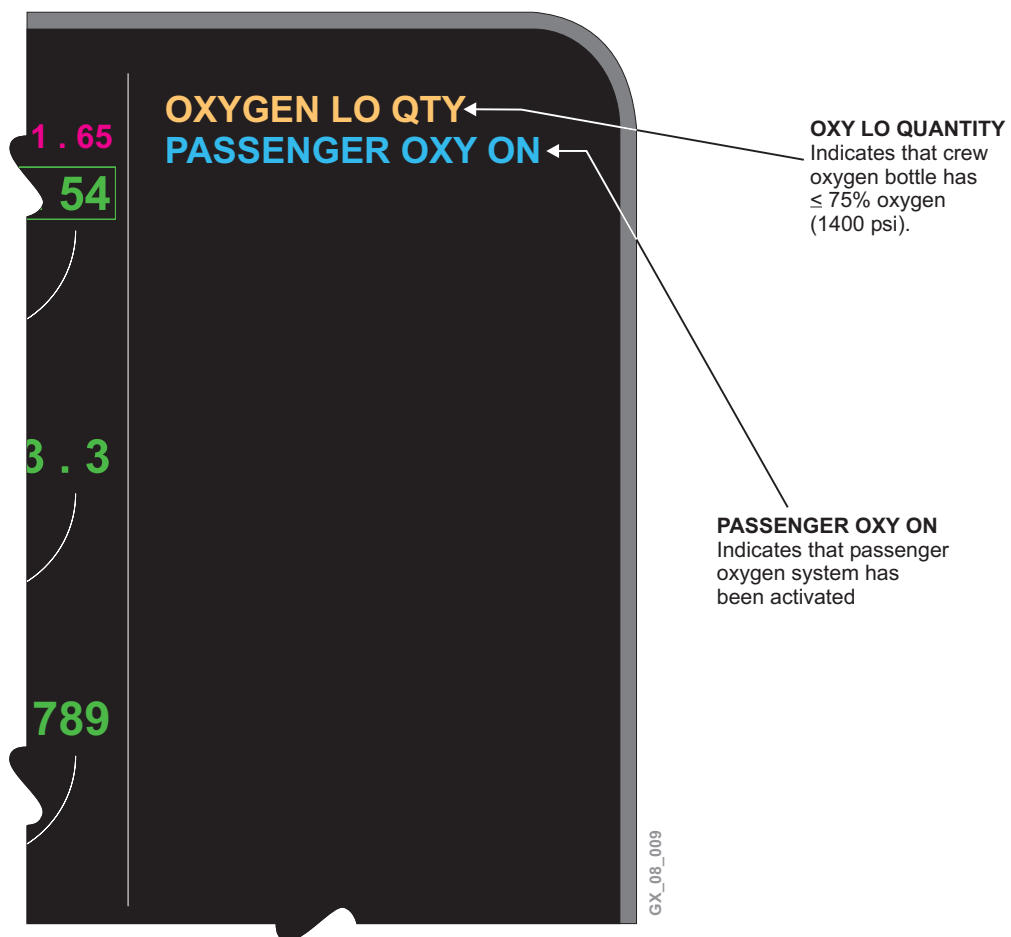 OXYGEN LO QTY
PASSENGER OXY ON
1 . 65
54
3 . 3
789
OXY LO QUANTITY
Indicates that crew
oxygen bottle has
≤ 75% oxygen
(1400 psi).
PASSENGER OXY ON
Indicates that passenger
oxygen system has
been activated
GX_08_009